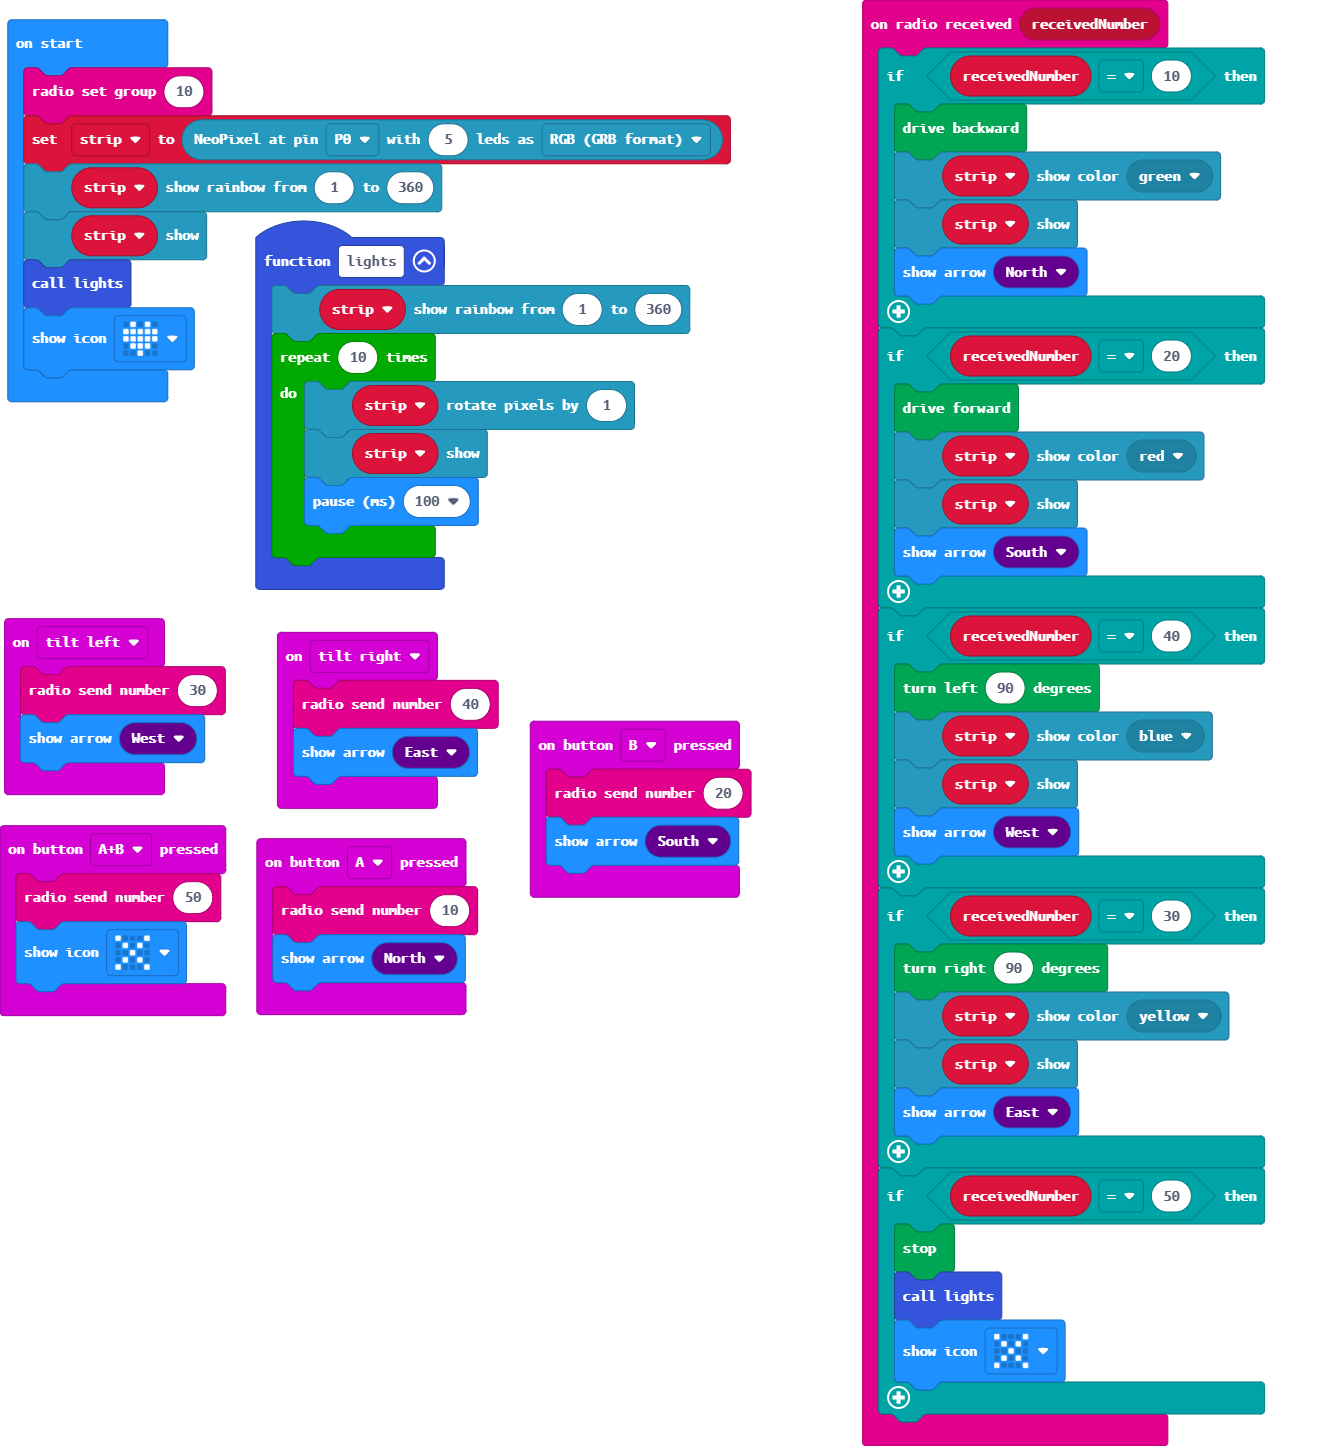 on start
radio set group 10
set strip to NeoPixel at pin P0 with 5 leds as RGB (GRB format)
strip show rainbow from 1 to 360
strip show
call lights
show icon
function lights
strip show rainbow from 1 to 360
repeat 10 times
do
strip rotate pixels by 1
strip show
pause (ms) 100
on tilt left
radio send number 30
show arrow West
on tilt right
radio send number 40
show arrow East
on button B pressed
radio send number 20
show arrow South
on button A+B pressed
radio send number 50
show icon
on button A pressed
radio send number 10
show arrow North
on radio received receivedNumber
if receivedNumber = 10 then
drive backward
strip show color green
strip show
show arrow North
if receivedNumber = 20 then
drive forward
strip show color red
strip show
show arrow South
if receivedNumber = 40 then
turn left 90 degrees
strip show color blue
strip show
show arrow West
if receivedNumber = 30 then
turn right 90 degrees
strip show color yellow
strip show
show arrow East
if receivedNumber = 50 then
stop
call lights
show icon